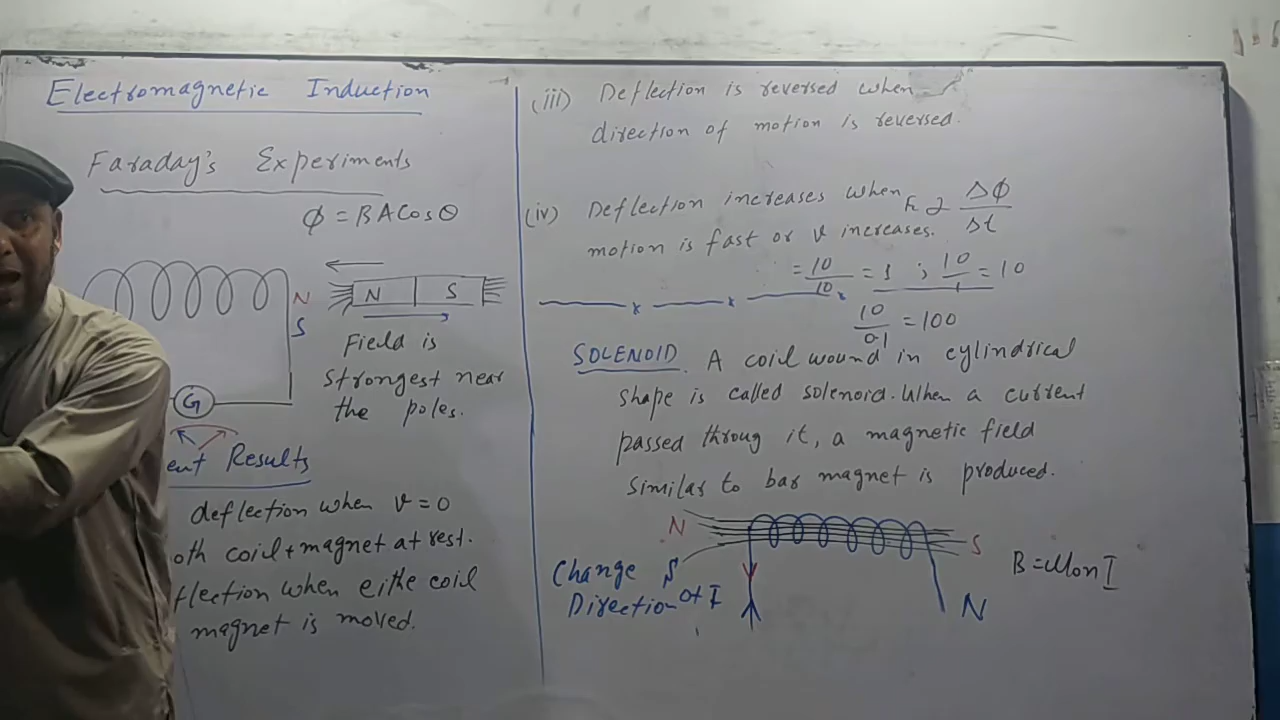 Electromagnetic Induction
Faraday's Experiments
φ = BACosθ
N
S
N S
G
Field is
strongest near
the poles.
ent Results
deflection when v=0
oth coil+magnet at rest.
flection when eithe coil
magnet is moved.
(iii) Deflection is reversed when
direction of motion is reversed.
(iv) Deflection increases when
Δφ
Δt
motion is fast or v increases.
= 10/10 = 1 ; 10/1 = 10
10/0.1 = 100
SOLENOID. A coil wound in cylindrical
shape is called solenoid. When a current
passed throug it, a magnetic field
similar to bar magnet is produced.
N
S
Change S
Direction of I
N
B=μonI